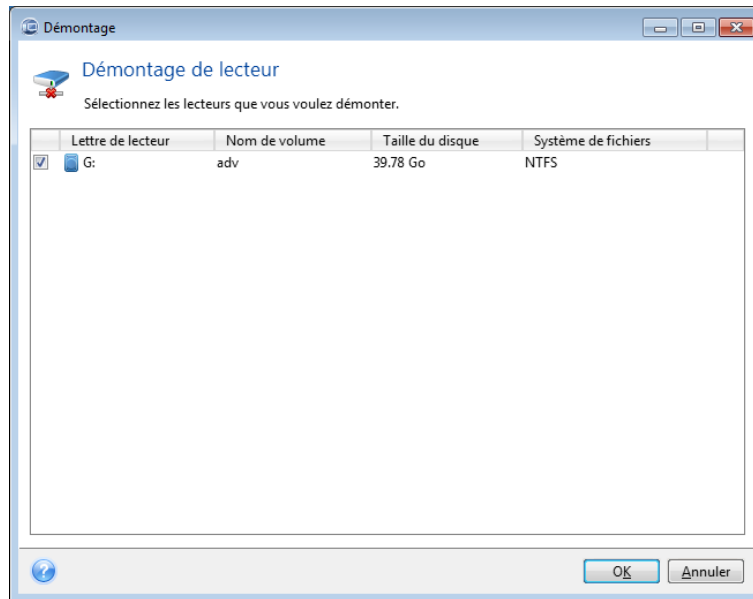 Démontage
Démontage de lecteur
Sélectionnez les lecteurs que vous voulez démonter.
Lettre de lecteur Nom de volume Taille du disque Système de fichiers
G: adv 39.78 Go NTFS
OK Annuler